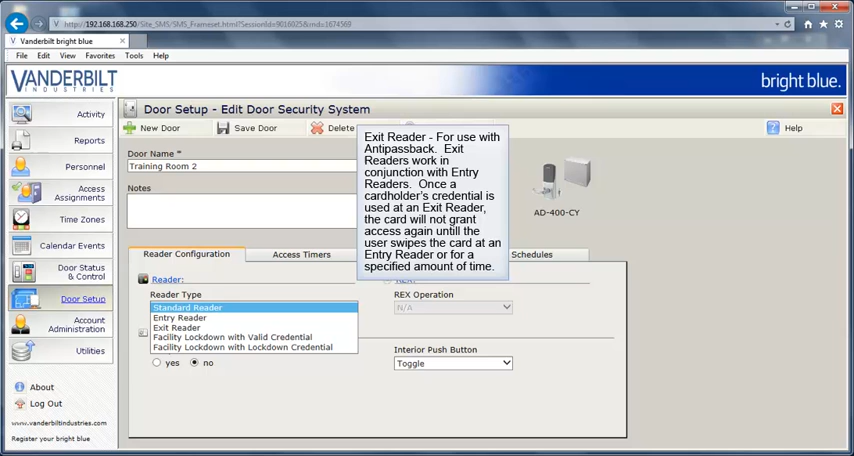 http://192.168.168.250/Site_SMS/SMS_Frameset.html?SessionId=9016025&rnd=1674569
Vanderbilt bright blue
File Edit View Favorites Tools Help
VANDERBILT
INDUSTRIES
bright blue.
Activity
Reports
Personnel
Access
Assignments
Time Zones
Calendar Events
Door Status
& Control
Door Setup
Account
Administration
Utilities
About
Log Out
www.vanderbiltindustries.com
Register your bright blue
Door Setup - Edit Door Security System
New Door Save Door Delete Help
Door Name *
Training Room 2
Notes
Exit Reader - For use with
Antipassback. Exit
Readers work in
conjunction with Entry
Readers. Once a
cardholder's credential is
used at an Exit Reader,
the card will not grant
access again untill the
user swipes the card at an
Entry Reader or for a
specified amount of time.
AD-400-CY
Reader Configuration Access Timers Schedules
Reader:
REX:
Reader Type
Standard Reader
Entry Reader
Exit Reader
Facility Lockdown with Valid Credential
Facility Lockdown with Lockdown Credential
yes no
REX Operation
N/A
Interior Push Button
Toggle